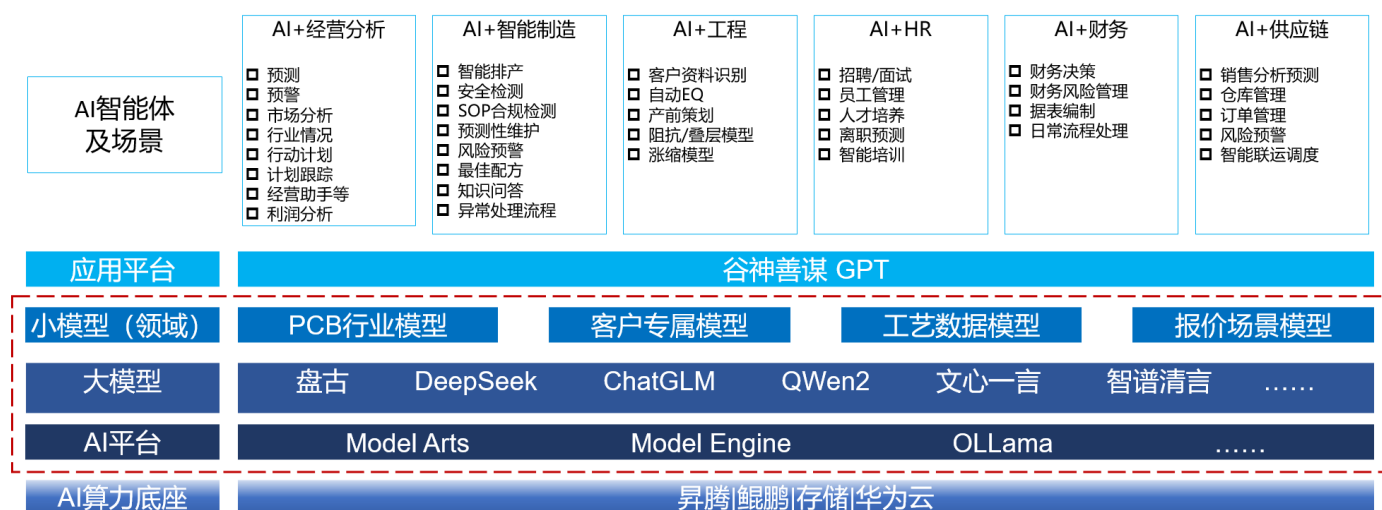 AI智能体
及场景
AI+经营分析
预测
预警
市场分析
行业情况
行动计划
计划跟踪
经营助手等
利润分析
AI+智能制造
智能排产
安全检测
SOP合规检测
预测性维护
风险预警
最佳配方
知识问答
异常处理流程
AI+工程
客户资料识别
自动EQ
产前策划
阻抗/叠层模型
涨缩模型
AI+HR
招聘/面试
员工管理
人才培养
离职预测
智能培训
AI+财务
财务决策
财务风险管理
据表编制
日常流程处理
AI+供应链
销售分析预测
仓库管理
订单管理
风险预警
智能联运调度
应用平台
谷神善谋 GPT
小模型（领域）
PCB行业模型
客户专属模型
工艺数据模型
报价场景模型
大模型
盘古 DeepSeek ChatGLM QWen2 文心一言 智谱清言 ……
AI平台
Model Arts Model Engine OLLama ……
AI算力底座
昇腾|鲲鹏|存储|华为云